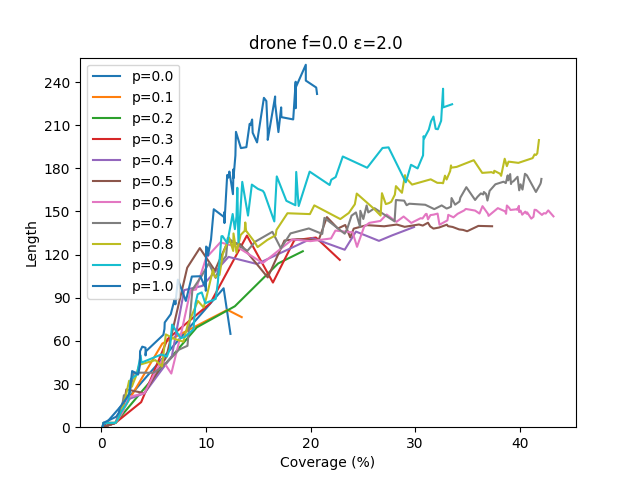 drone f=0.0 ε=2.0
p=0.0
p=0.1
p=0.2
p=0.3
p=0.4
p=0.5
p=0.6
p=0.7
p=0.8
p=0.9
p=1.0
240
210
180
150
120
90
60
30
0
Length
0 10 20 30 40
Coverage (%)